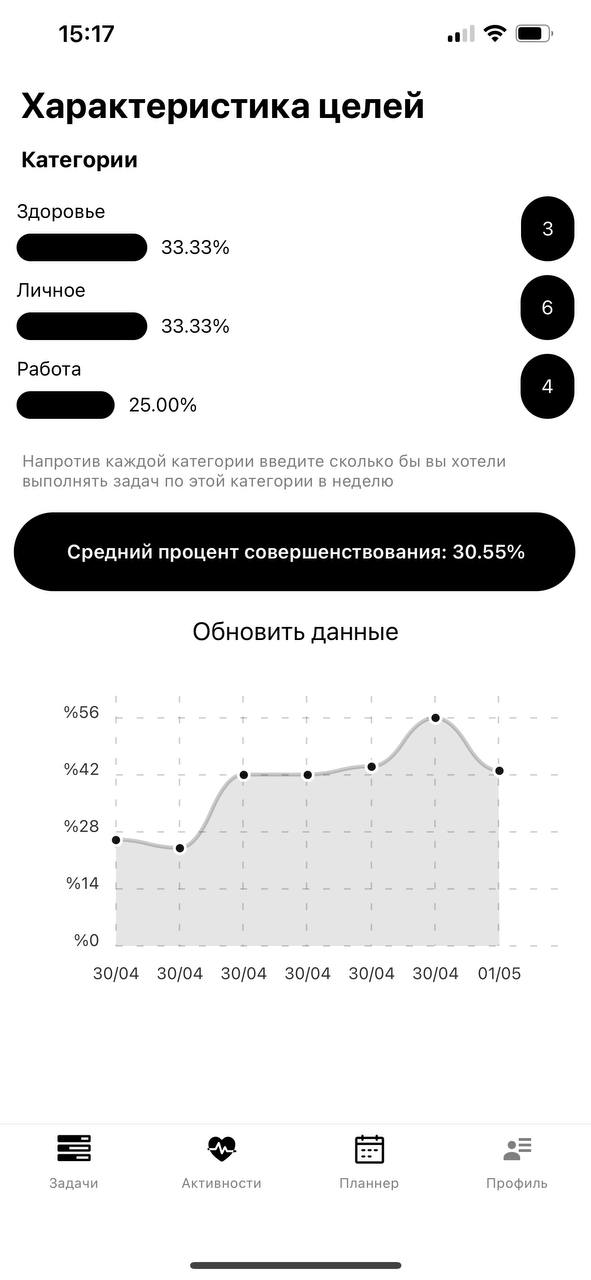 15:17
Характеристика целей
Категории
Здоровье
33.33%
3
Личное
33.33%
6
Работа
25.00%
4
Напротив каждой категории введите сколько бы вы хотели
выполнять задач по этой категории в неделю
Средний процент совершенствования: 30.55%
Обновить данные
%56
%42
%28
%14
%0
30/04 30/04 30/04 30/04 30/04 30/04 01/05
Задачи Активности Планнер Профиль